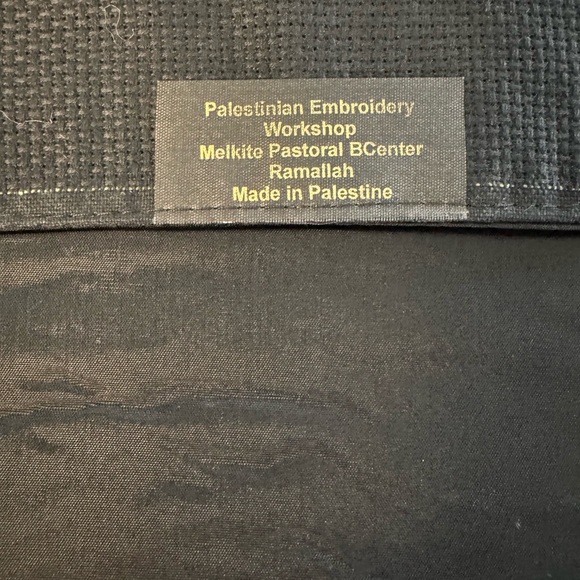 Palestinian Embroidery
Workshop
Melkite Pastoral BCenter
Ramallah
Made in Palestine